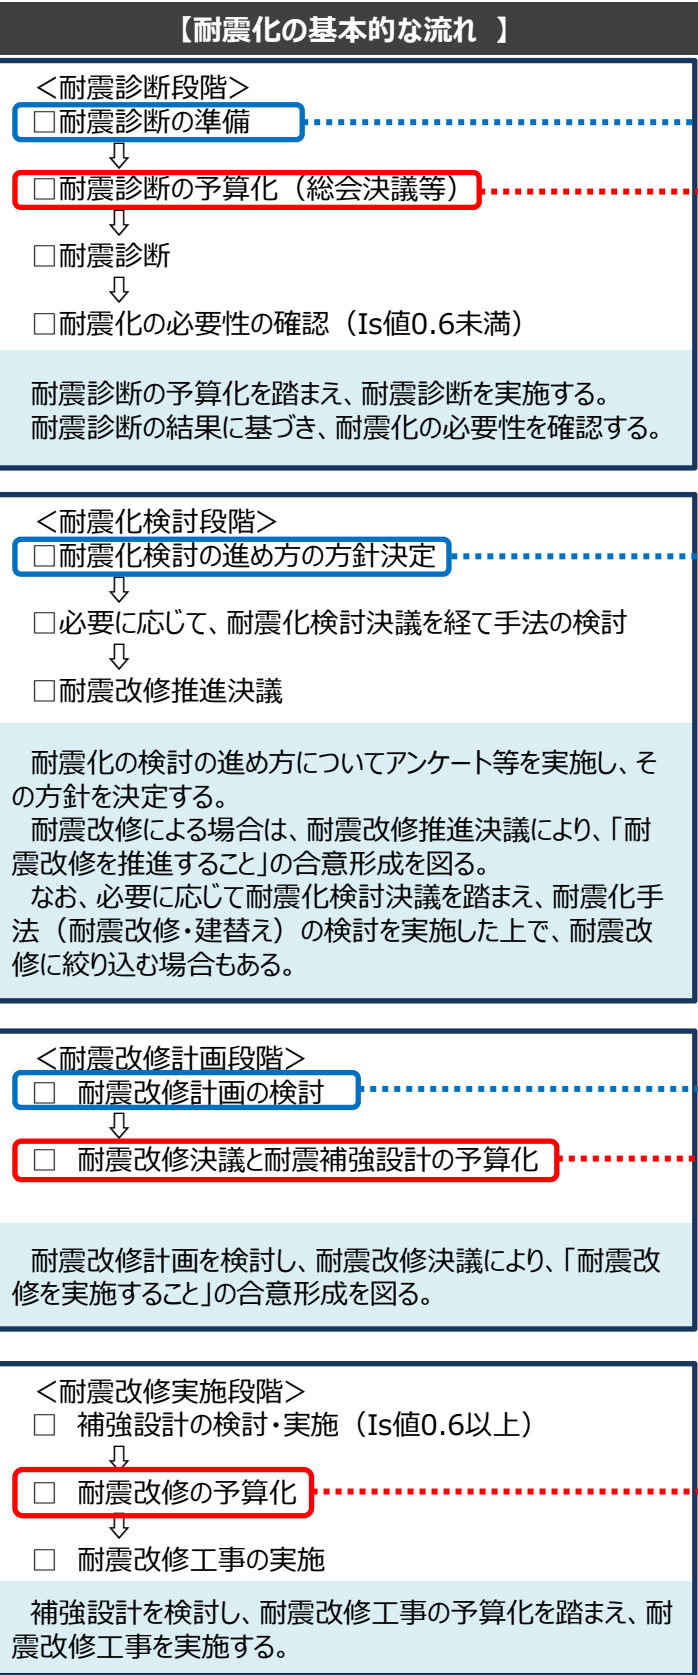 【耐震化の基本的な流れ 】
＜耐震診断段階＞
□耐震診断の準備
⇩
□耐震診断の予算化（総会決議等）
⇩
□耐震診断
⇩
□耐震化の必要性の確認（Is値0.6未満）
耐震診断の予算化を踏まえ、耐震診断を実施する。
耐震診断の結果に基づき、耐震化の必要性を確認する。
＜耐震化検討段階＞
□耐震化検討の進め方の方針決定
⇩
□必要に応じて、耐震化検討決議を経て手法の検討
⇩
□耐震改修推進決議
耐震化の検討の進め方についてアンケート等を実施し、そ
の方針を決定する。
耐震改修による場合は、耐震改修推進決議により、「耐
震改修を推進すること」の合意形成を図る。
なお、必要に応じて耐震化検討決議を踏まえ、耐震化手
法（耐震改修・建替え）の検討を実施した上で、耐震改
修に絞り込む場合もある。
＜耐震改修計画段階＞
□ 耐震改修計画の検討
⇩
□ 耐震改修決議と耐震補強設計の予算化
耐震改修計画を検討し、耐震改修決議により、「耐震改
修を実施すること」の合意形成を図る。
＜耐震改修実施段階＞
□ 補強設計の検討・実施（Is値0.6以上）
⇩
□ 耐震改修の予算化
⇩
□ 耐震改修工事の実施
補強設計を検討し、耐震改修工事の予算化を踏まえ、耐
震改修工事を実施する。